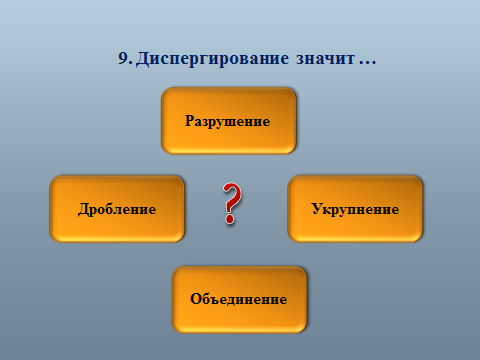 9. Диспергирование значит …
Разрушение
Дробление
?
Укрупнение
Объединение